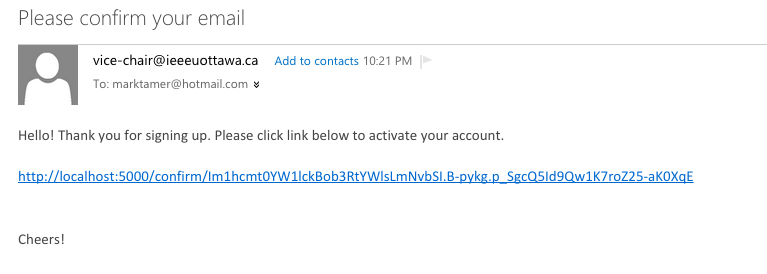 Please confirm your email
vice-chair@ieeeuottawa.ca Add to contacts 10:21 PM
To: marktamer@hotmail.com
Hello! Thank you for signing up. Please click link below to activate your account.
http://localhost:5000/confirm/Im1hcmt0YW1lckBob3RtYWlsLmNvbSI.B-pykg.p_SgcQ5Id9Qw1K7roZ25-aK0XqE
Cheers!